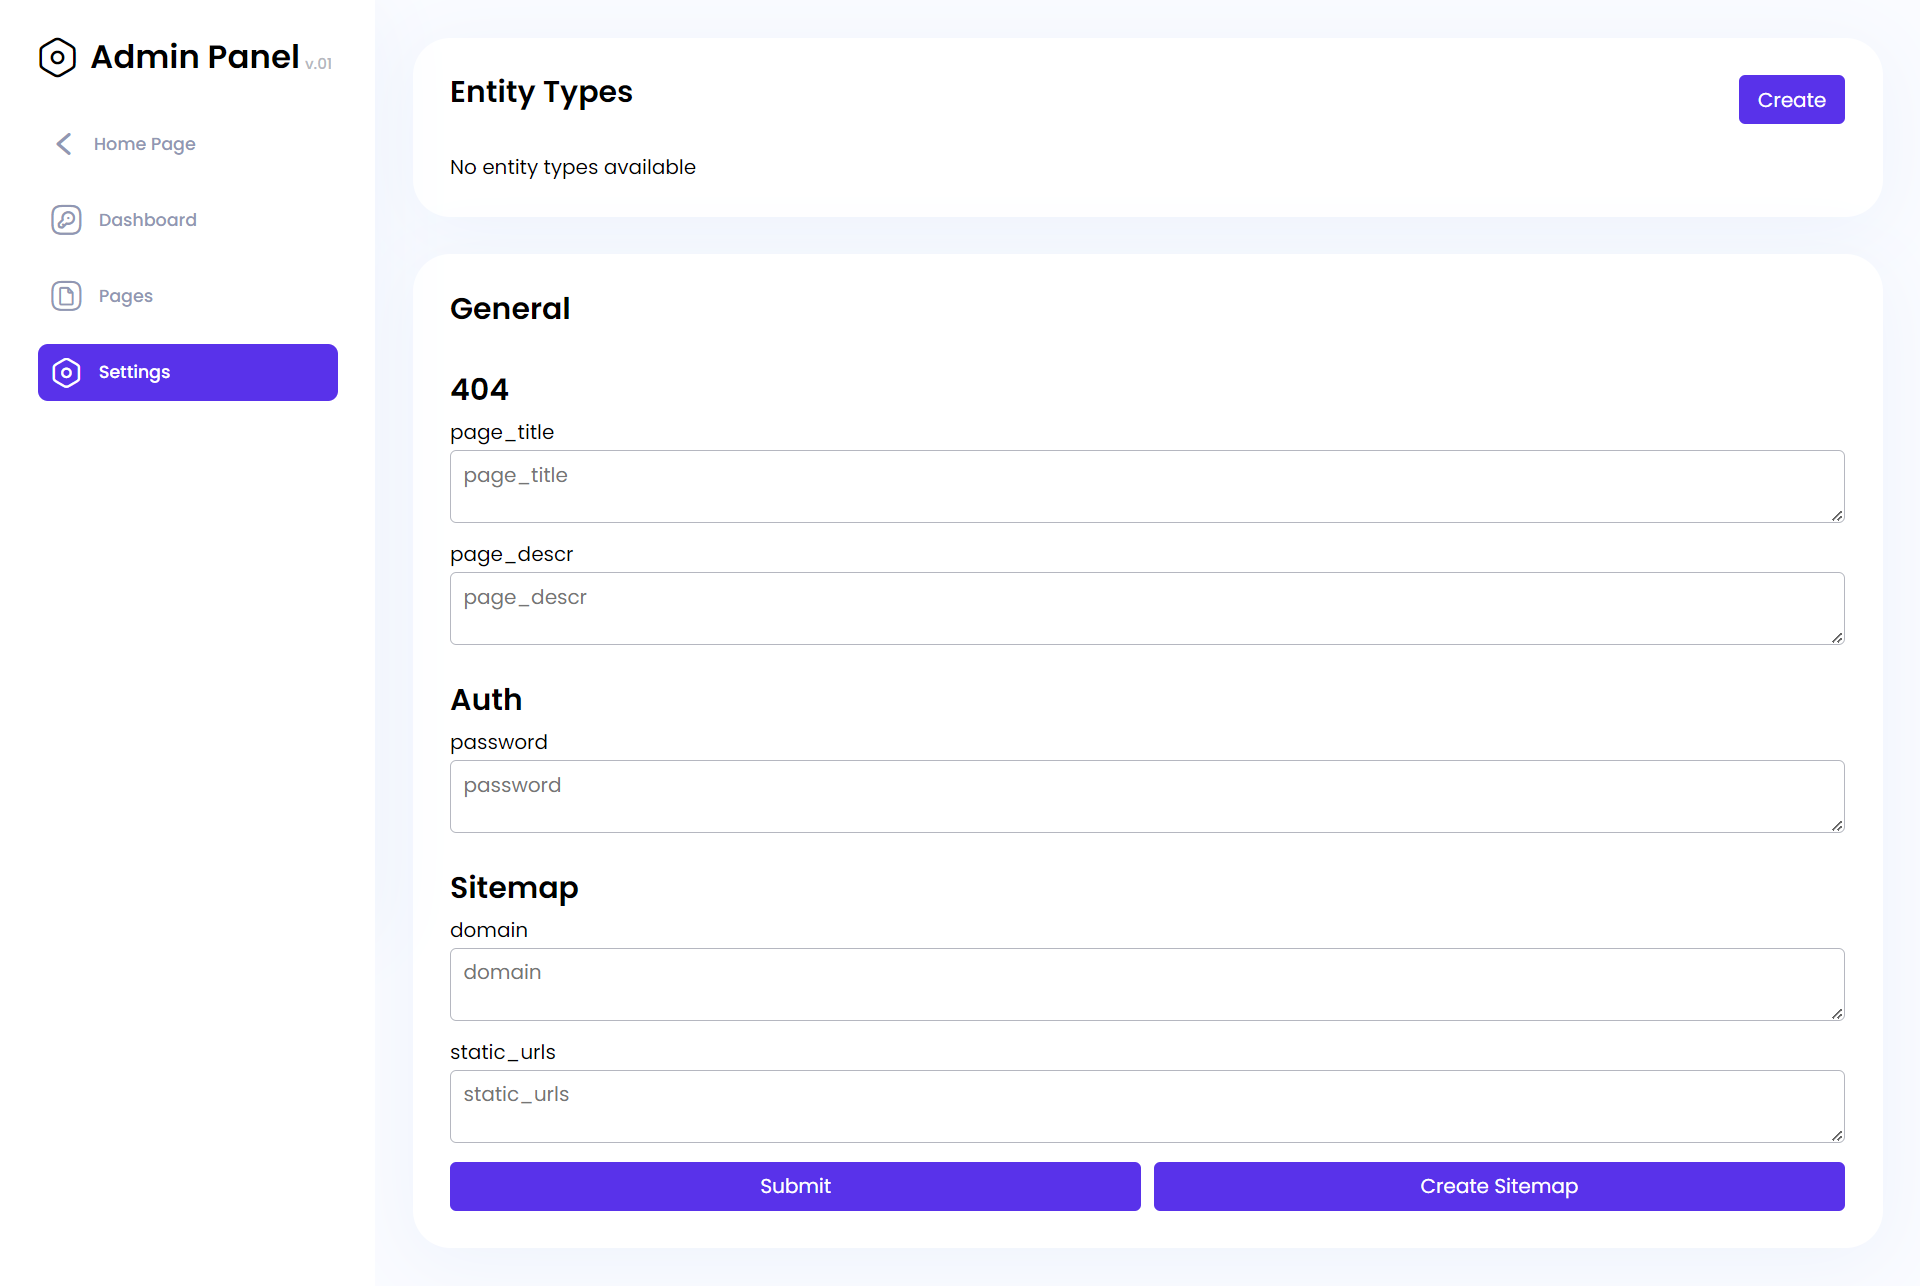 Admin Panel v.01
Home Page
Dashboard
Pages
Settings
Entity Types
Create
No entity types available
General
404
page_title
page_title
page_descr
page_descr
Auth
password
password
Sitemap
domain
domain
static_urls
static_urls
Submit
Create Sitemap